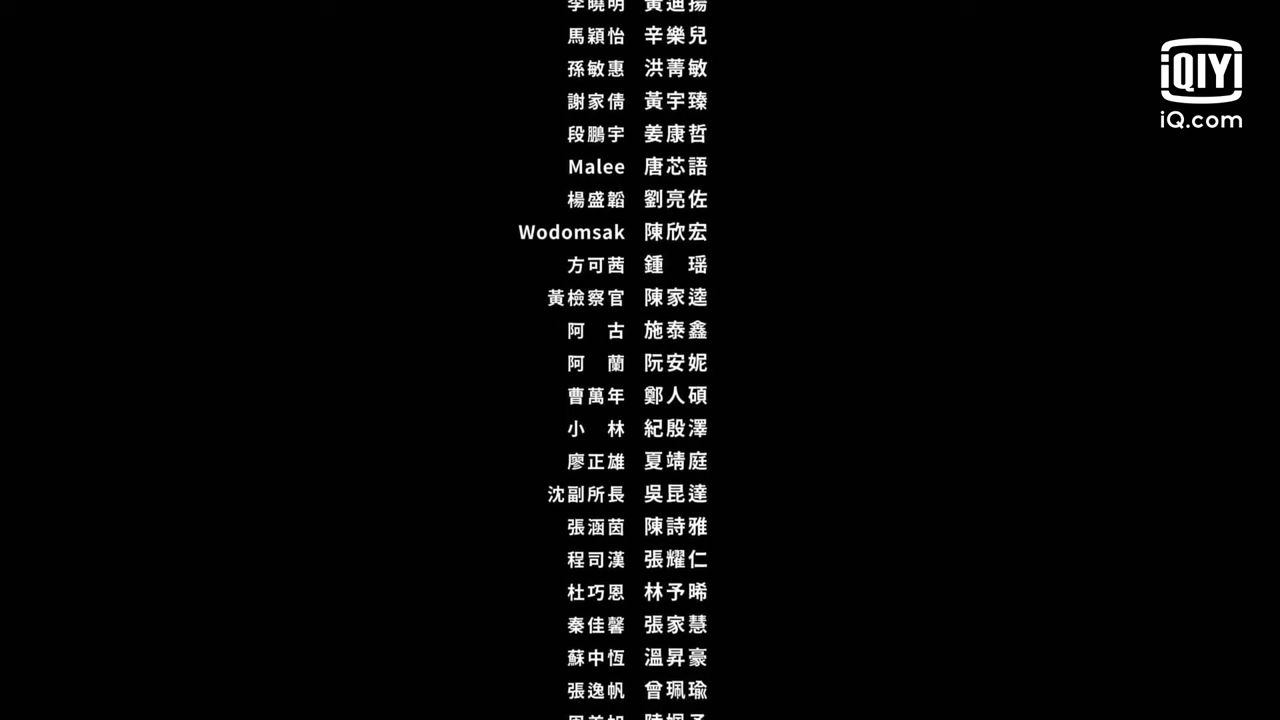 李曉明 黃迪揚
馬穎怡 辛樂兒
孫敏惠 洪菁敏
謝家倩 黃宇臻
段鵬宇 姜康哲
Malee 唐芯語
楊盛韜 劉亮佐
Wodomsak 陳欣宏
方可茜 鍾 瑶
黃檢察官 陳家逵
阿 古 施泰鑫
阿 蘭 阮安妮
曹萬年 鄭人碩
小 林 紀殷澤
廖正雄 夏靖庭
沈副所長 吳昆達
張涵茵 陳詩雅
程司漢 張耀仁
杜巧恩 林予晞
秦佳馨 張家慧
蘇中恆 溫昇豪
張逸帆 曾珮瑜
iQIYI
iQ.com